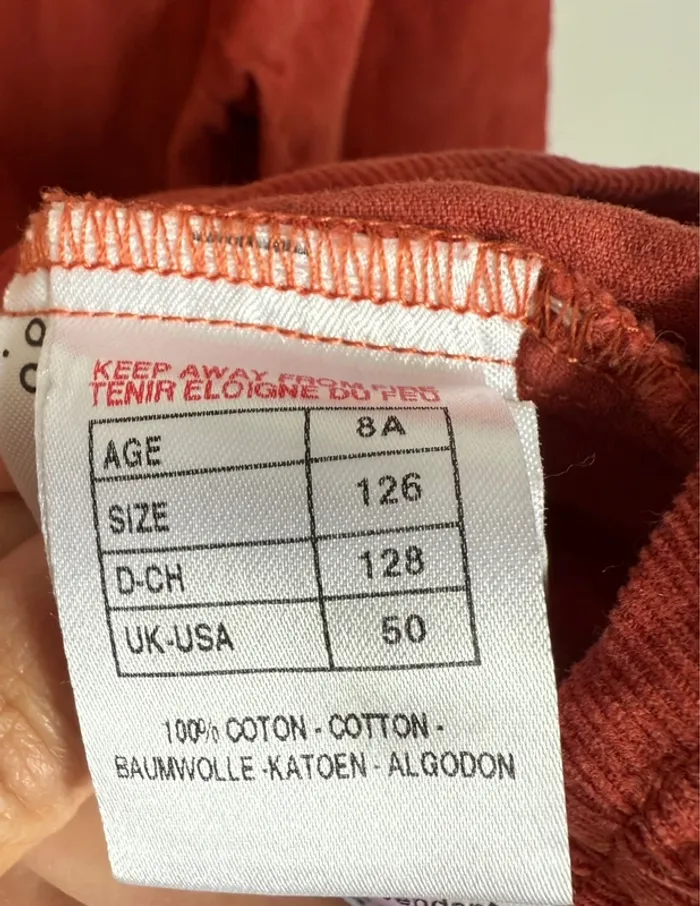 KEEP AWAY FROM FIRE
TENIR ELOIGNE DU FEU
AGE 8A
SIZE 126
D-CH 128
UK-USA 50
100% COTON - COTTON -
BAUMWOLLE -KATOEN - ALGODON